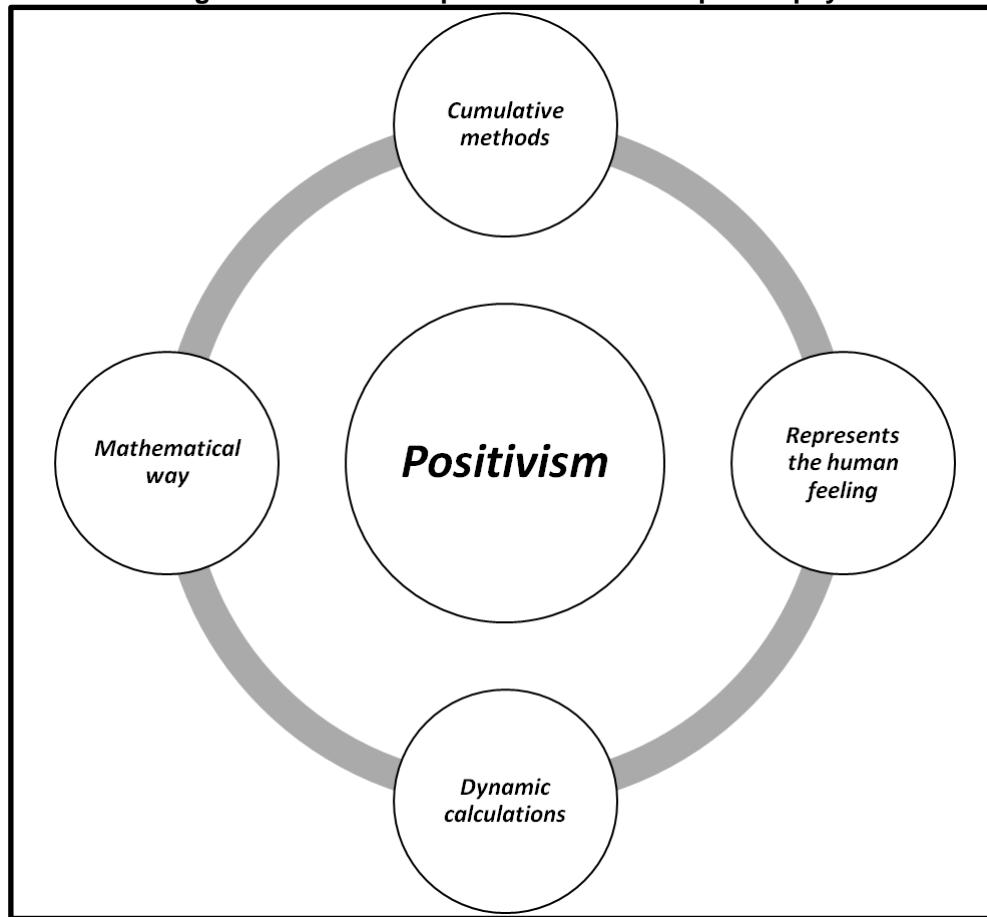 Cumulative
methods
Mathematical
way
Positivism
Represents
the human
feeling
Dynamic
calculations